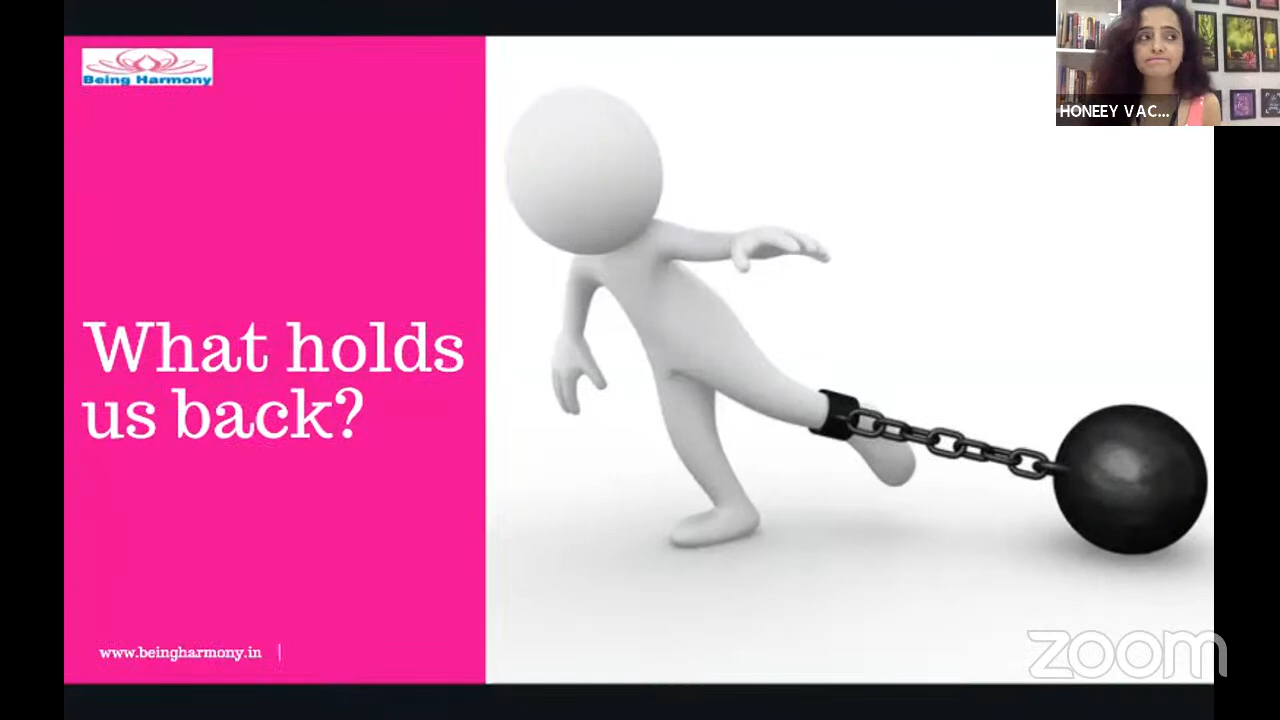 Being Harmony
HONEEY VAC...
What holds
us back?
www.beingharmony.in
zoom